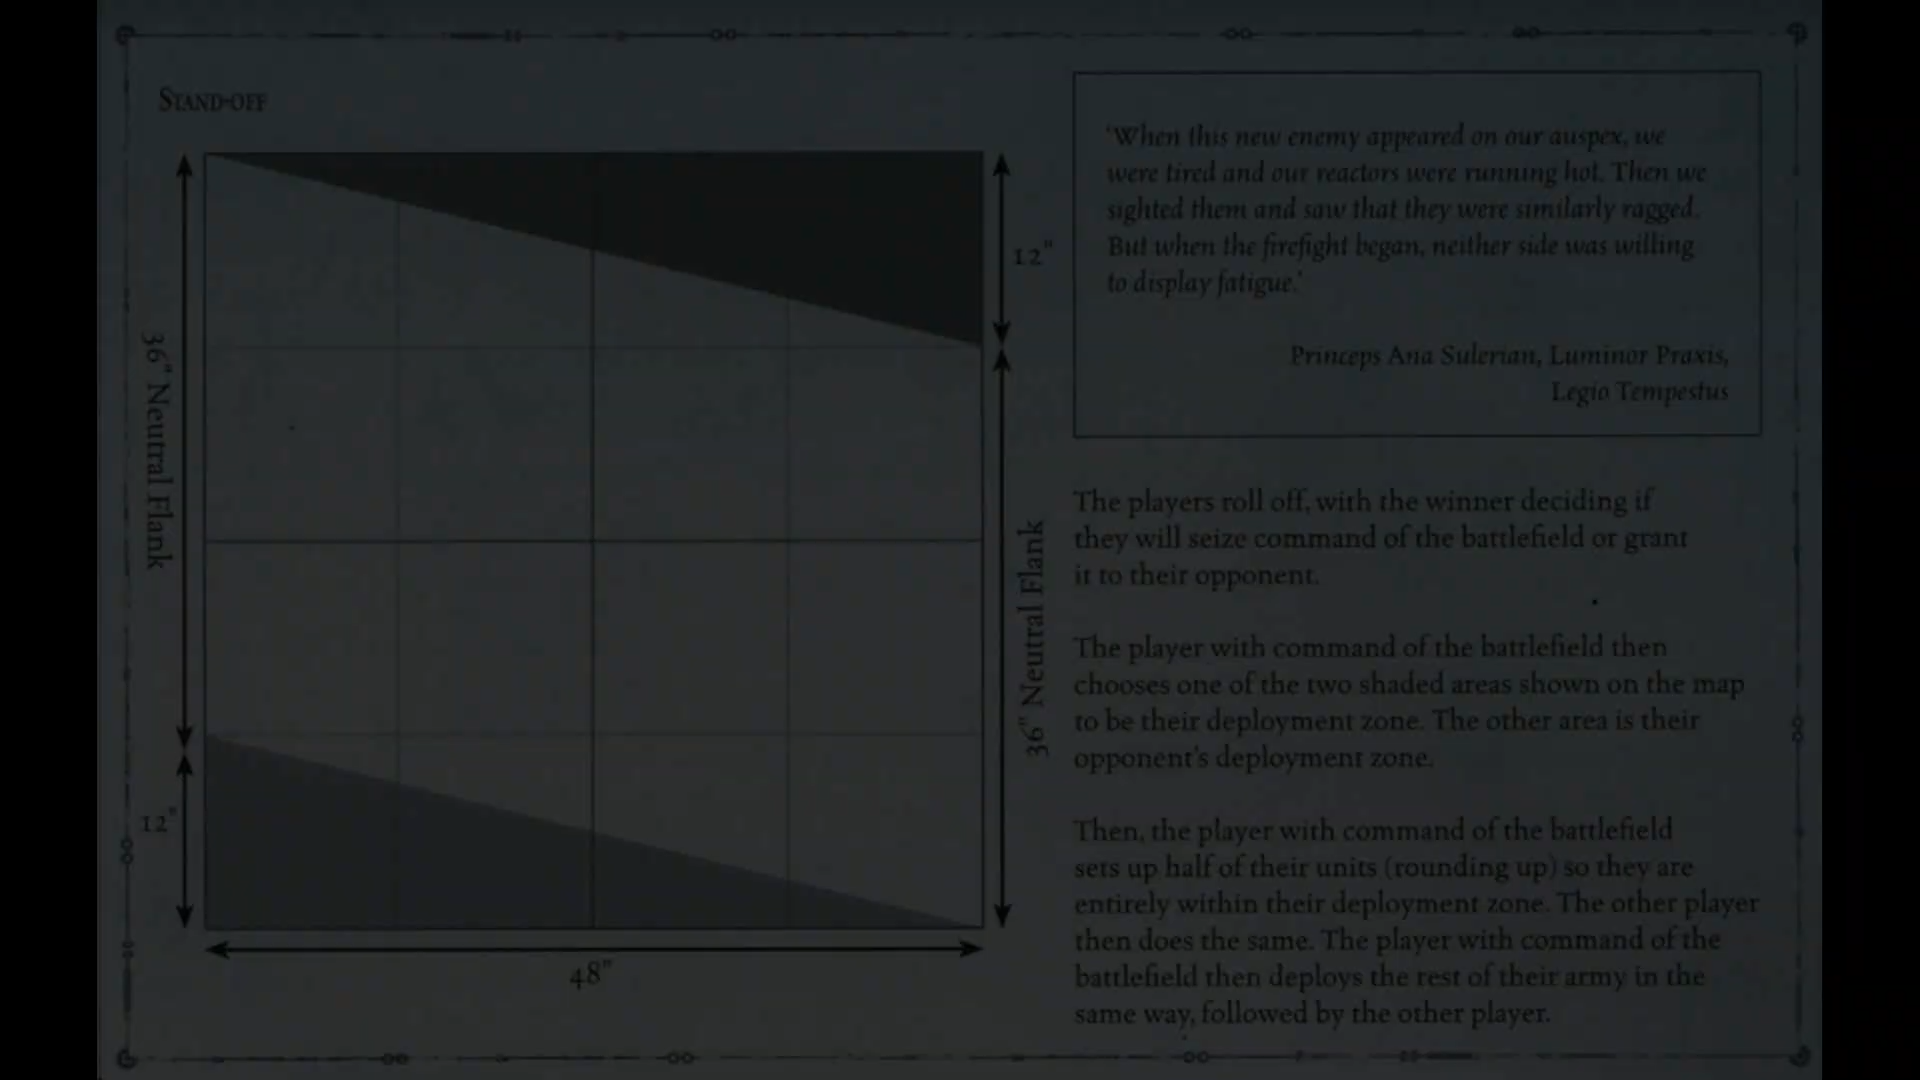 STAND-OFF
12"
36" Neutral Flank
36" Neutral Flank
12"
48"
'When this new enemy appeared on our auspex, we
were tired and our reactors were running hot. Then we
sighted them and saw that they were similarly ragged.
But when the firefight began, neither side was willing
to display fatigue.'
Princeps Ana Sulerian, Luminor Praxis,
Legio Tempestus
The players roll off, with the winner deciding if
they will seize command of the battlefield or grant
it to their opponent.
The player with command of the battlefield then
chooses one of the two shaded areas shown on the map
to be their deployment zone. The other area is their
opponent's deployment zone.
Then, the player with command of the battlefield
sets up half of their units (rounding up) so they are
entirely within their deployment zone. The other player
then does the same. The player with command of the
battlefield then deploys the rest of their army in the
same way, followed by the other player.